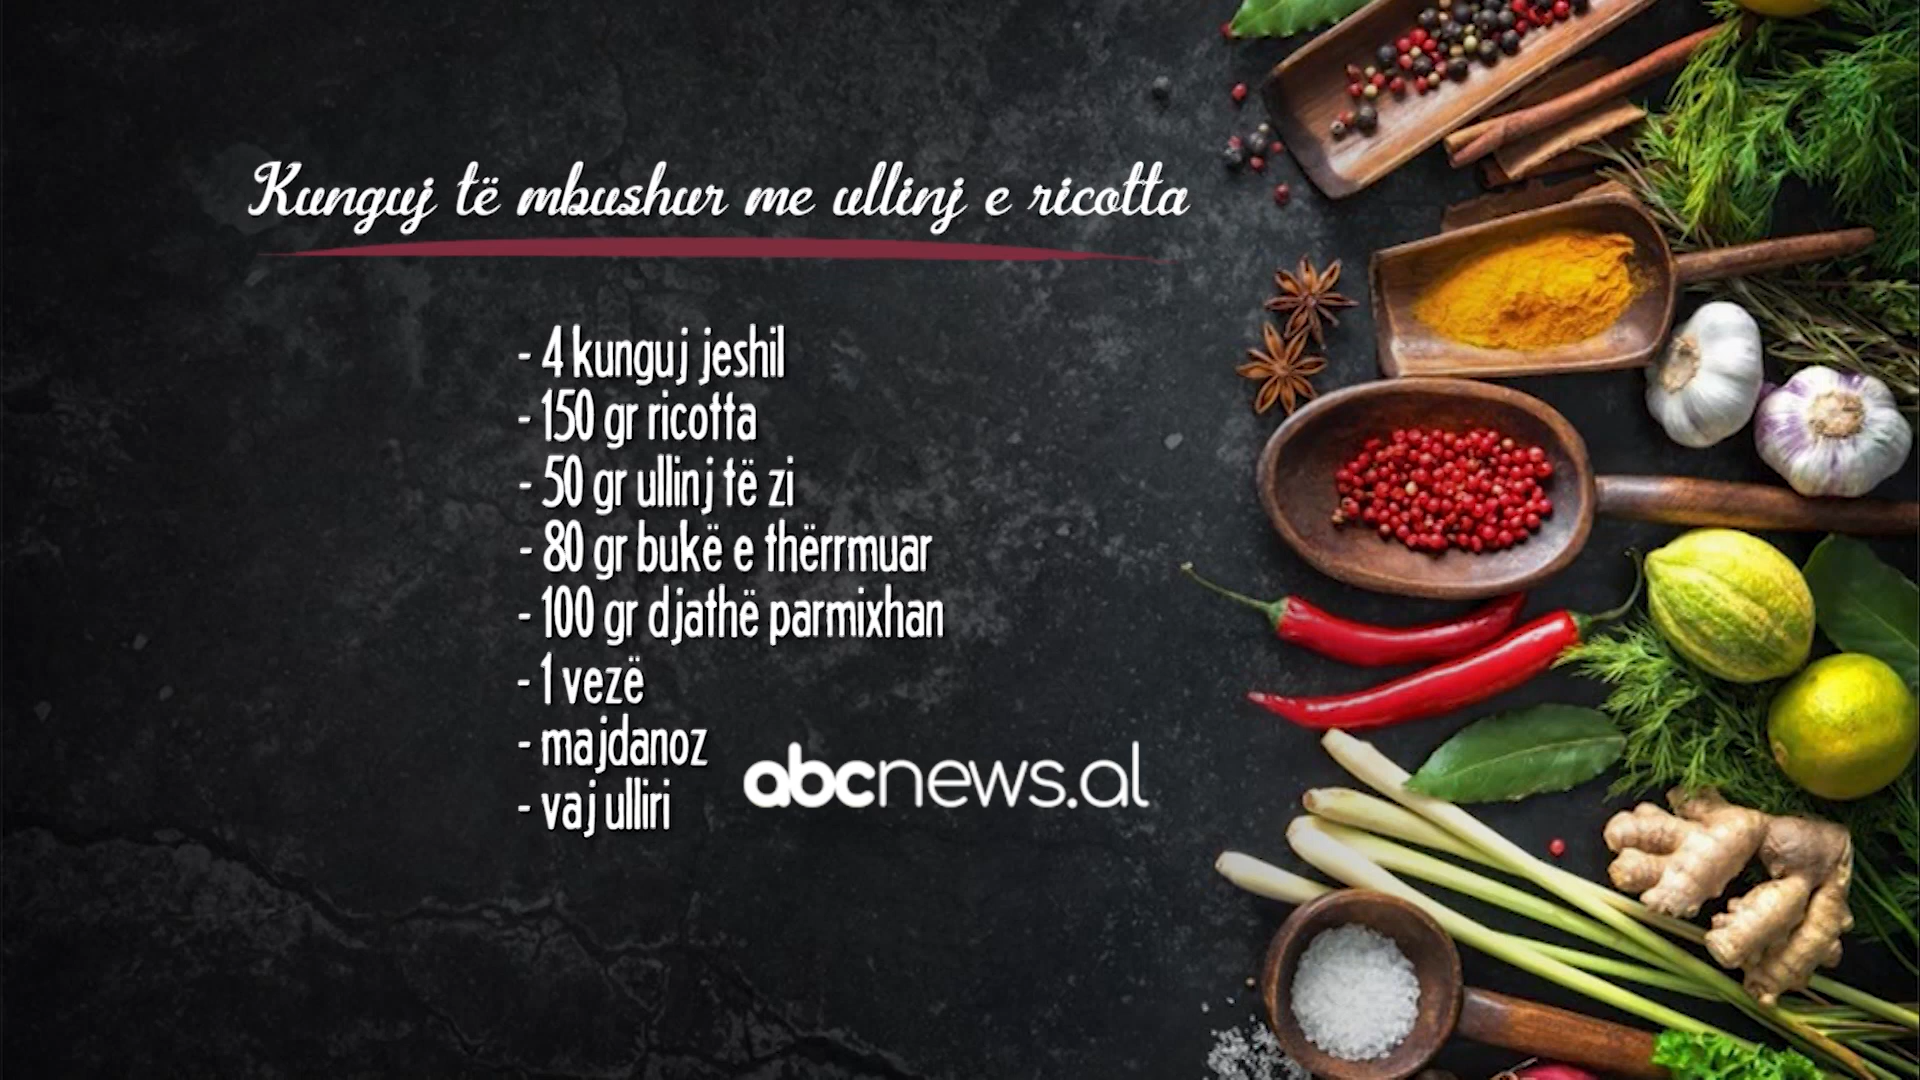 Kunguj të mbushur me ullinj e ricotta
- 4 kunguj jeshil
- 150 gr ricotta
- 50 gr ullinj të zi
- 80 gr bukë e thërrmuar
- 100 gr djathë parmixhan
- 1 vezë
- majdanoz
- vaj ulliri
abcnews.al